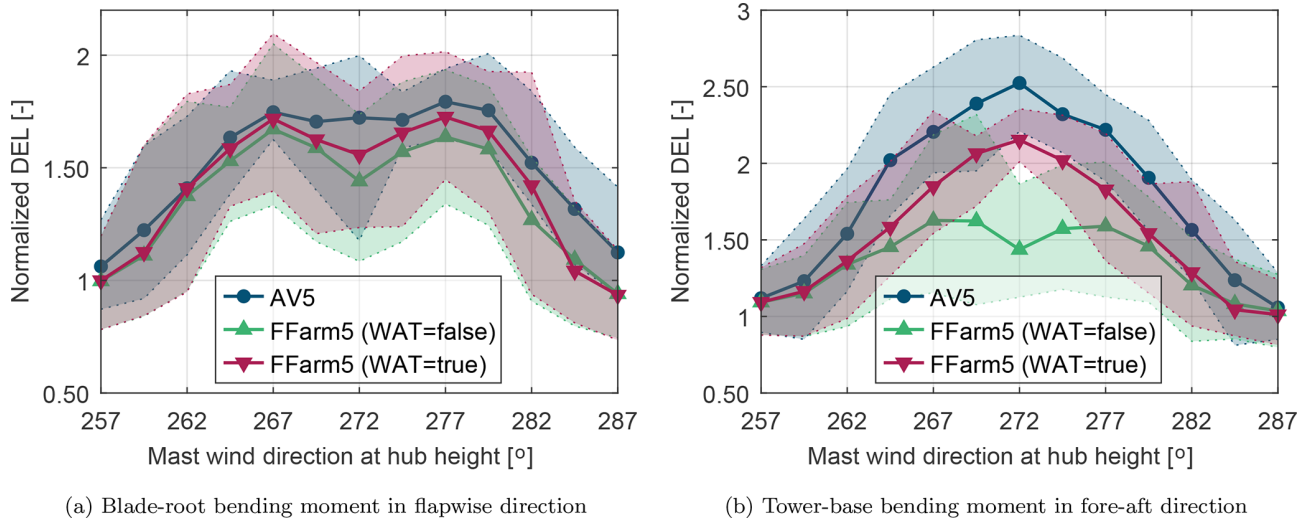 2
1.50
1
0.50
Normalized DEL [-]
257 262 267 272 277 282 287
Mast wind direction at hub height [º]
AV5
FFarm5 (WAT=false)
FFarm5 (WAT=true)
(a) Blade-root bending moment in flapwise direction
3
2.50
2
1.50
1
0.50
Normalized DEL [-]
257 262 267 272 277 282 287
Mast wind direction at hub height [º]
AV5
FFarm5 (WAT=false)
FFarm5 (WAT=true)
(b) Tower-base bending moment in fore-aft direction